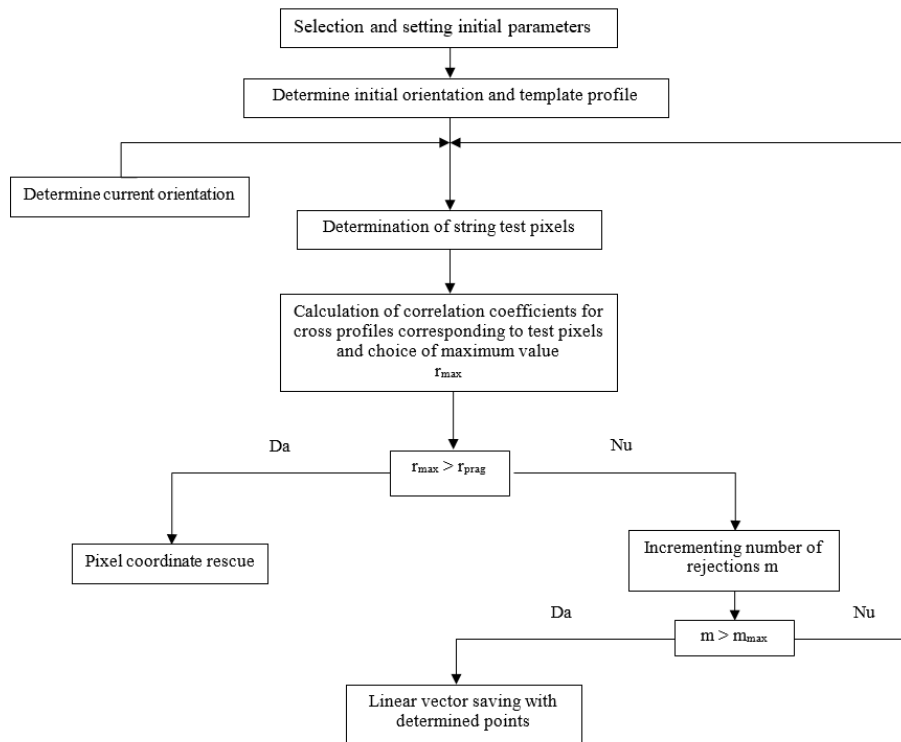 Selection and setting initial parameters
Determine initial orientation and template profile
Determine current orientation
Determination of string test pixels
Calculation of correlation coefficients for
cross profiles corresponding to test pixels
and choice of maximum value
rmax
Da
Nu
rmax > rprag
Pixel coordinate rescue
Incrementing number of
rejections m
Da
Nu
m > mmax
Linear vector saving with
determined points